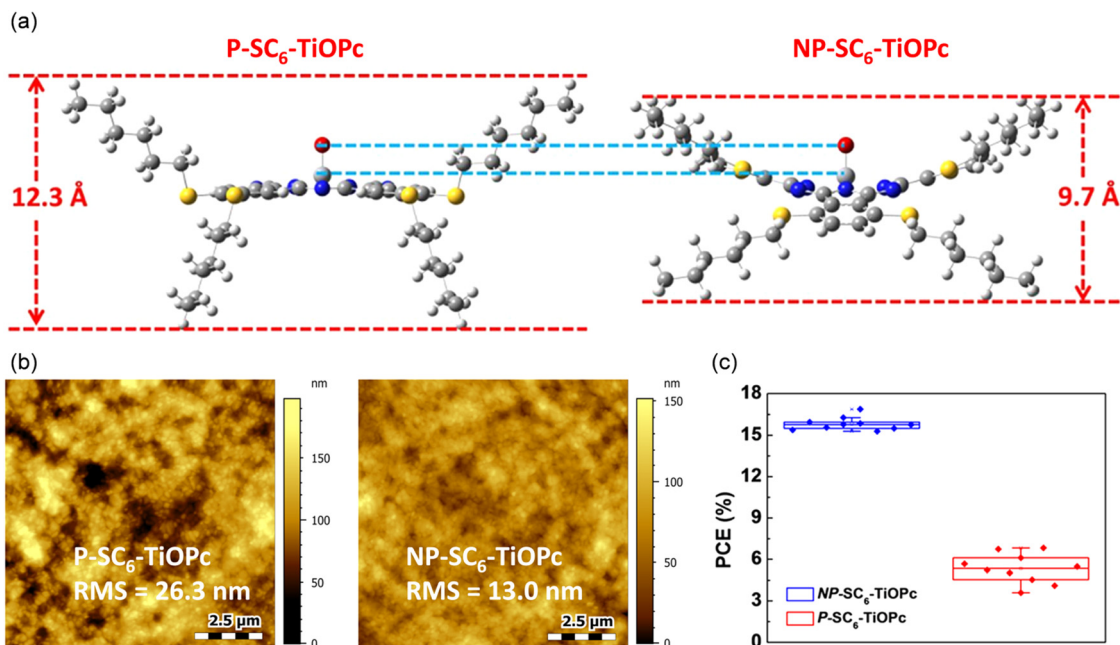 (a)
P-SC₆-TiOPc
NP-SC₆-TiOPc
12.3 Å
9.7 Å
(b)
(c)
nm
150
100
50
0
P-SC₆-TiOPc
RMS = 26.3 nm
2.5 µm
nm
150
100
50
0
NP-SC₆-TiOPc
RMS = 13.0 nm
2.5 µm
PCE (%)
18
15
12
9
6
3
0
NP-SC₆-TiOPc
P-SC₆-TiOPc